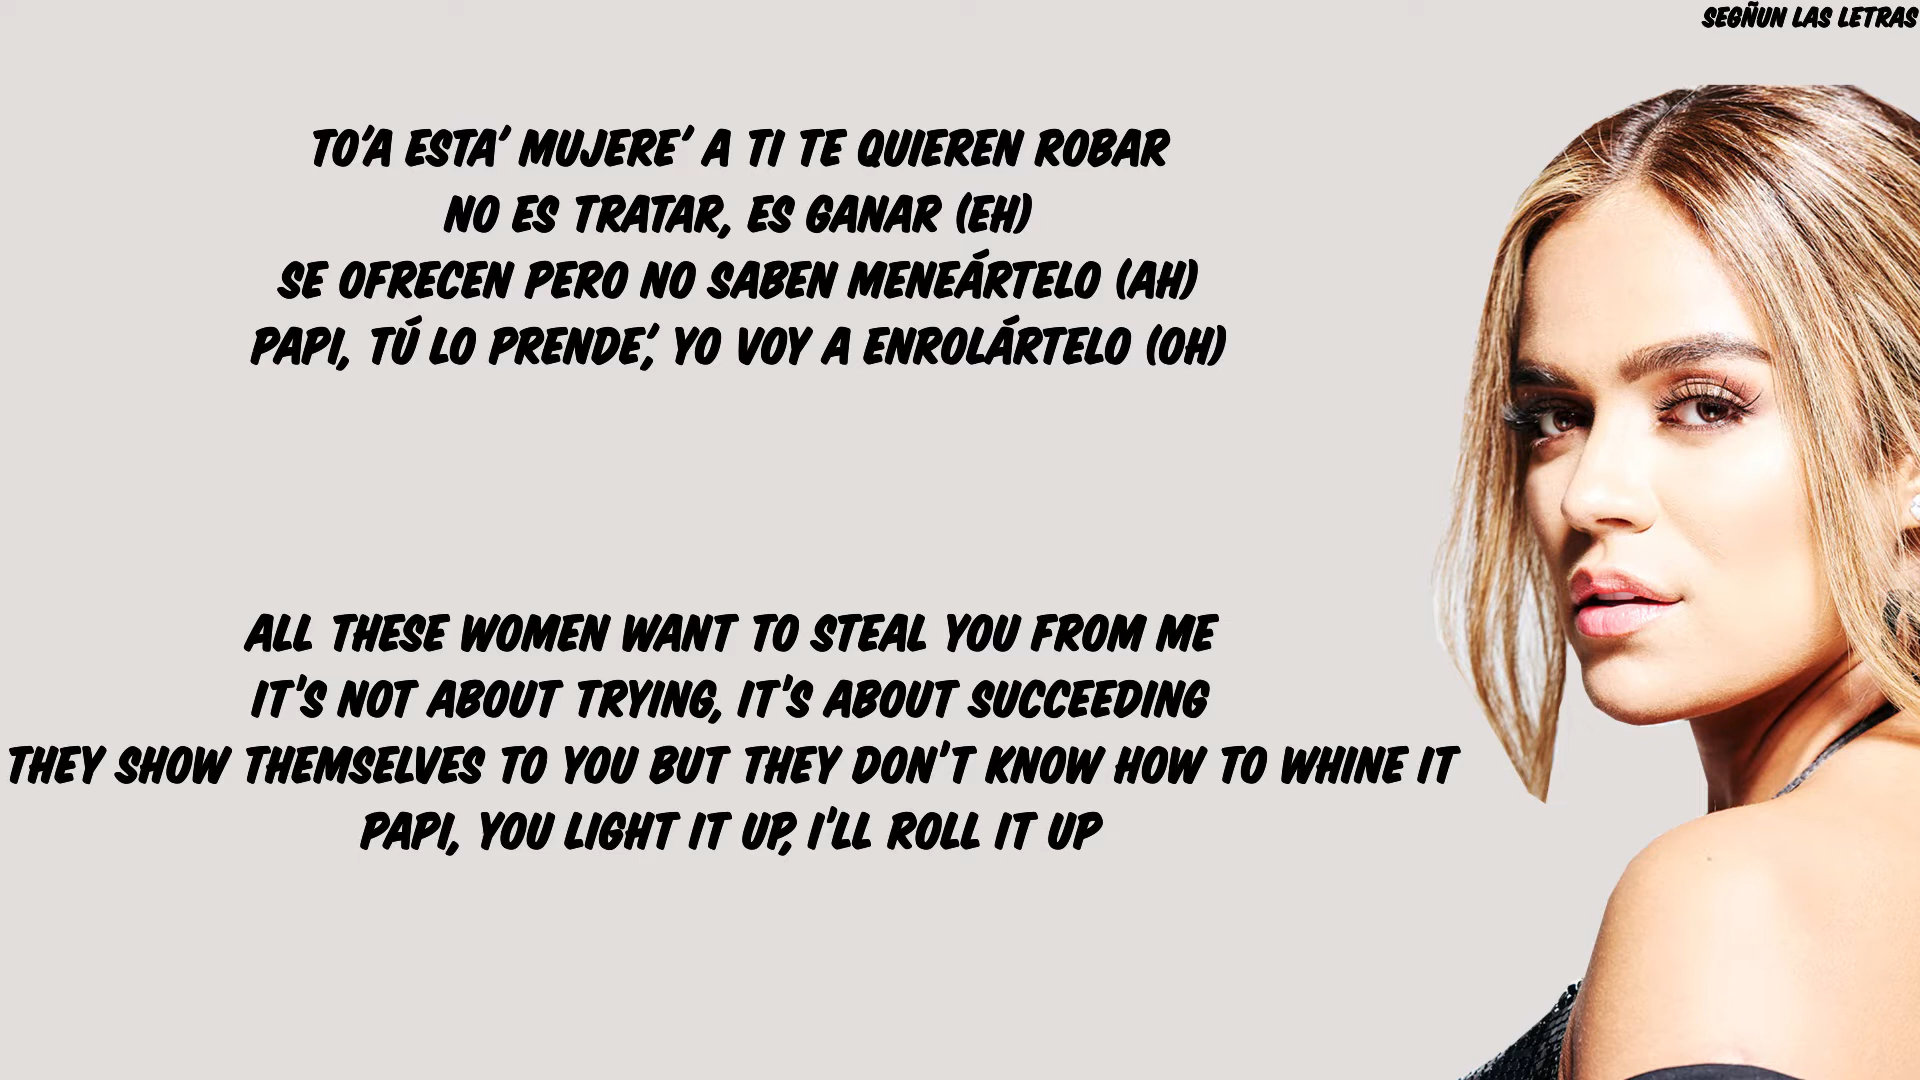 SEGÑUN LAS LETRAS
TO'A ESTA' MUJERE' A TI TE QUIEREN ROBAR
NO ES TRATAR, ES GANAR (EH)
SE OFRECEN PERO NO SABEN MENEÁRTELO (AH)
PAPI, TÚ LO PRENDE', YO VOY A ENROLÁRTELO (OH)
ALL THESE WOMEN WANT TO STEAL YOU FROM ME
IT'S NOT ABOUT TRYING, IT'S ABOUT SUCCEEDING
THEY SHOW THEMSELVES TO YOU BUT THEY DON'T KNOW HOW TO WHINE IT
PAPI, YOU LIGHT IT UP, I'LL ROLL IT UP